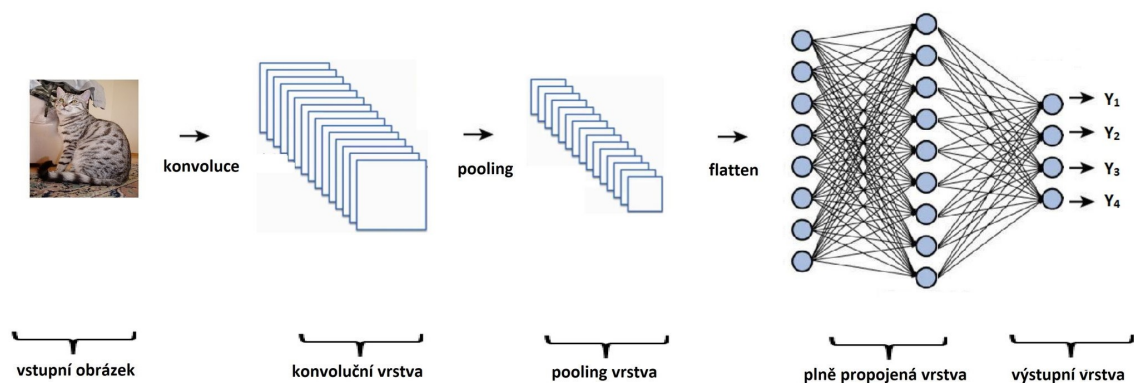 konvoluce
pooling
flatten
Y1
Y2
Y3
Y4
vstupní obrázek
konvoluční vrstva
pooling vrstva
plně propojená vrstva
výstupní vrstva